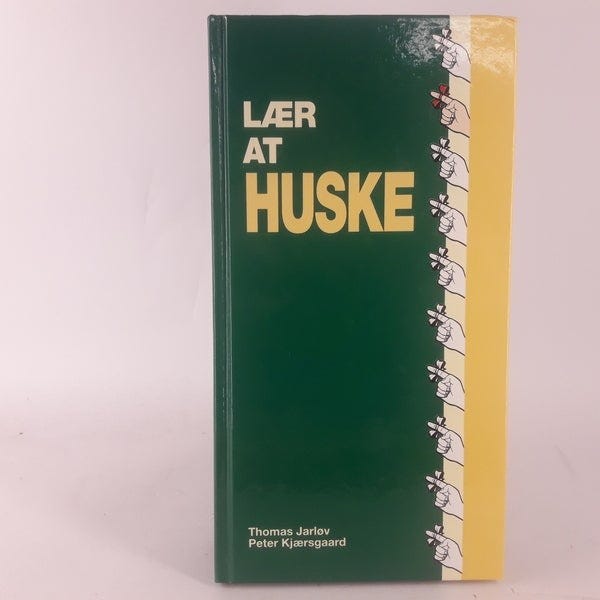 LÆR
AT
HUSKE
Thomas Jarløv
Peter Kjærsgaard